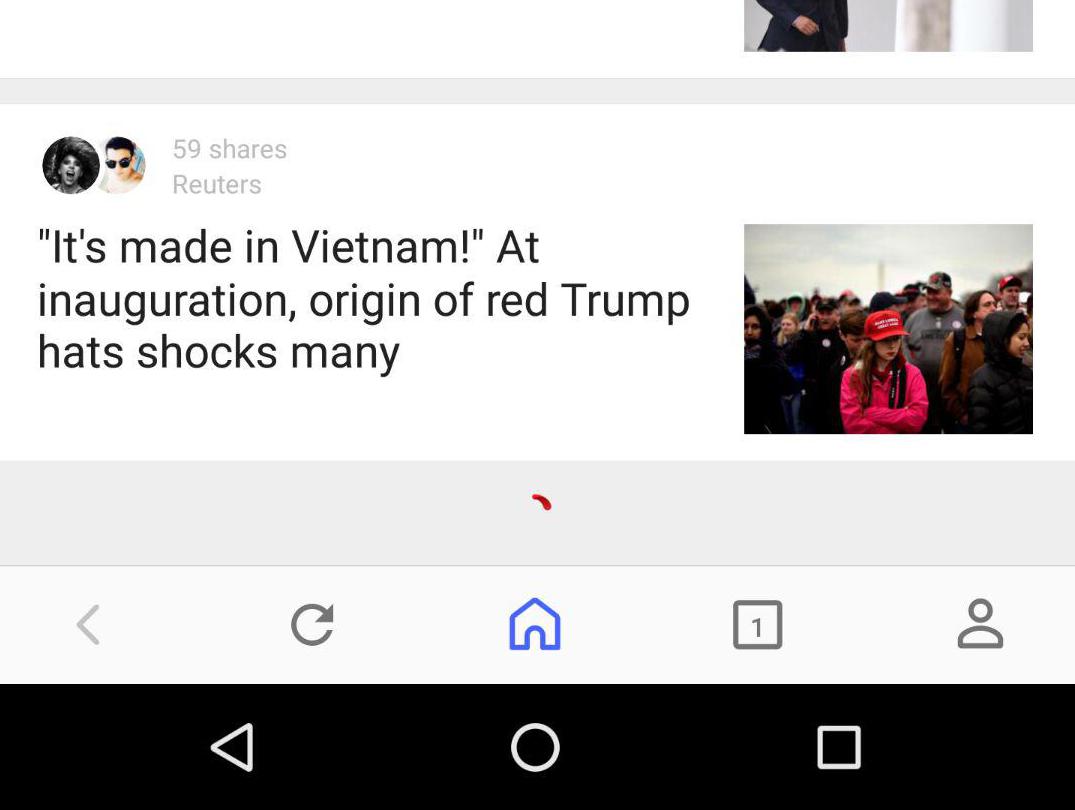 59 shares
Reuters
"It's made in Vietnam!" At
inauguration, origin of red Trump
hats shocks many
1